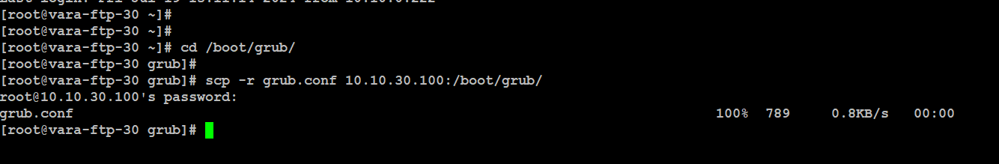 [root@vara-ftp-30 ~]#
[root@vara-ftp-30 ~]#
[root@vara-ftp-30 ~]# cd /boot/grub/
[root@vara-ftp-30 grub]#
[root@vara-ftp-30 grub]# scp -r grub.conf 10.10.30.100:/boot/grub/
root@10.10.30.100's password:
grub.conf 100% 789 0.8KB/s 00:00
[root@vara-ftp-30 grub]#